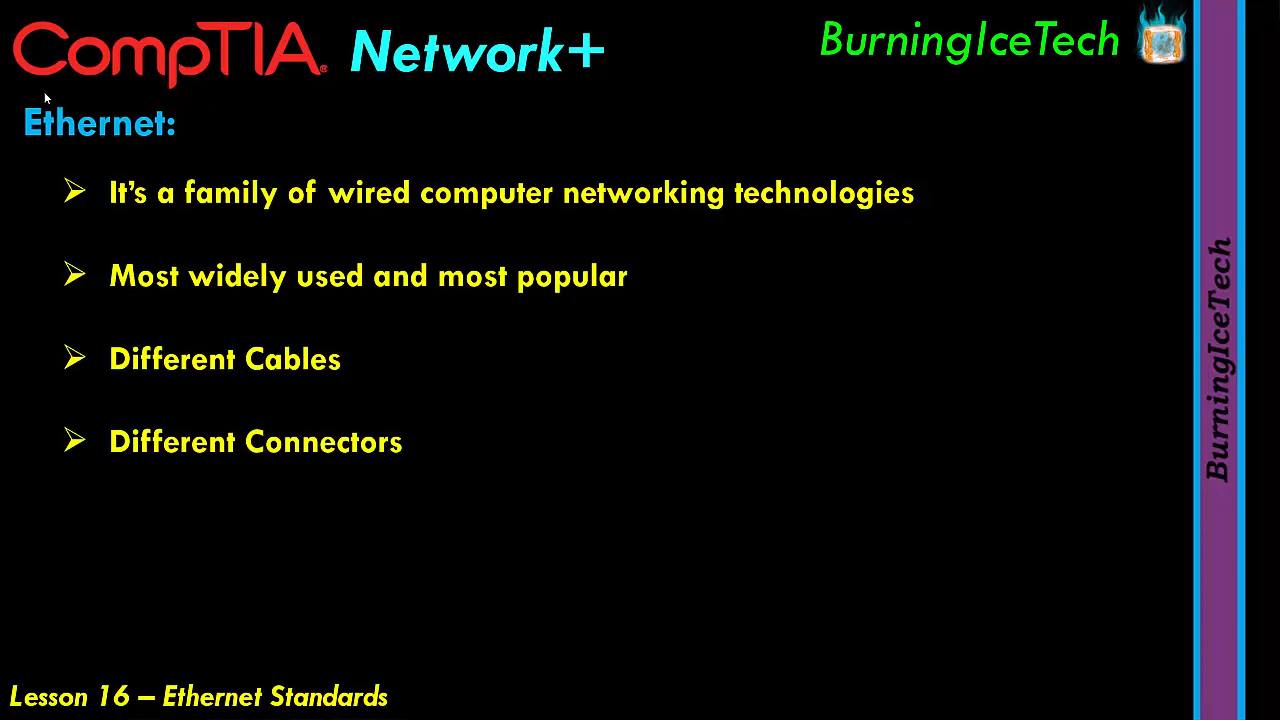 CompTIA® Network+
BurningIceTech
Ethernet:
➢ It's a family of wired computer networking technologies
➢ Most widely used and most popular
➢ Different Cables
➢ Different Connectors
BurningIceTech
Lesson 16 – Ethernet Standards